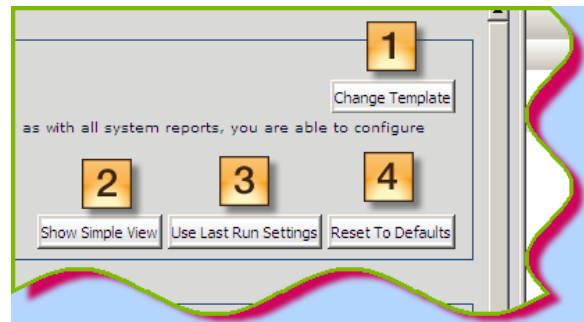 1
Change Template
as with all system reports, you are able to configure
2 3 4
Show Simple View Use Last Run Settings Reset To Defaults